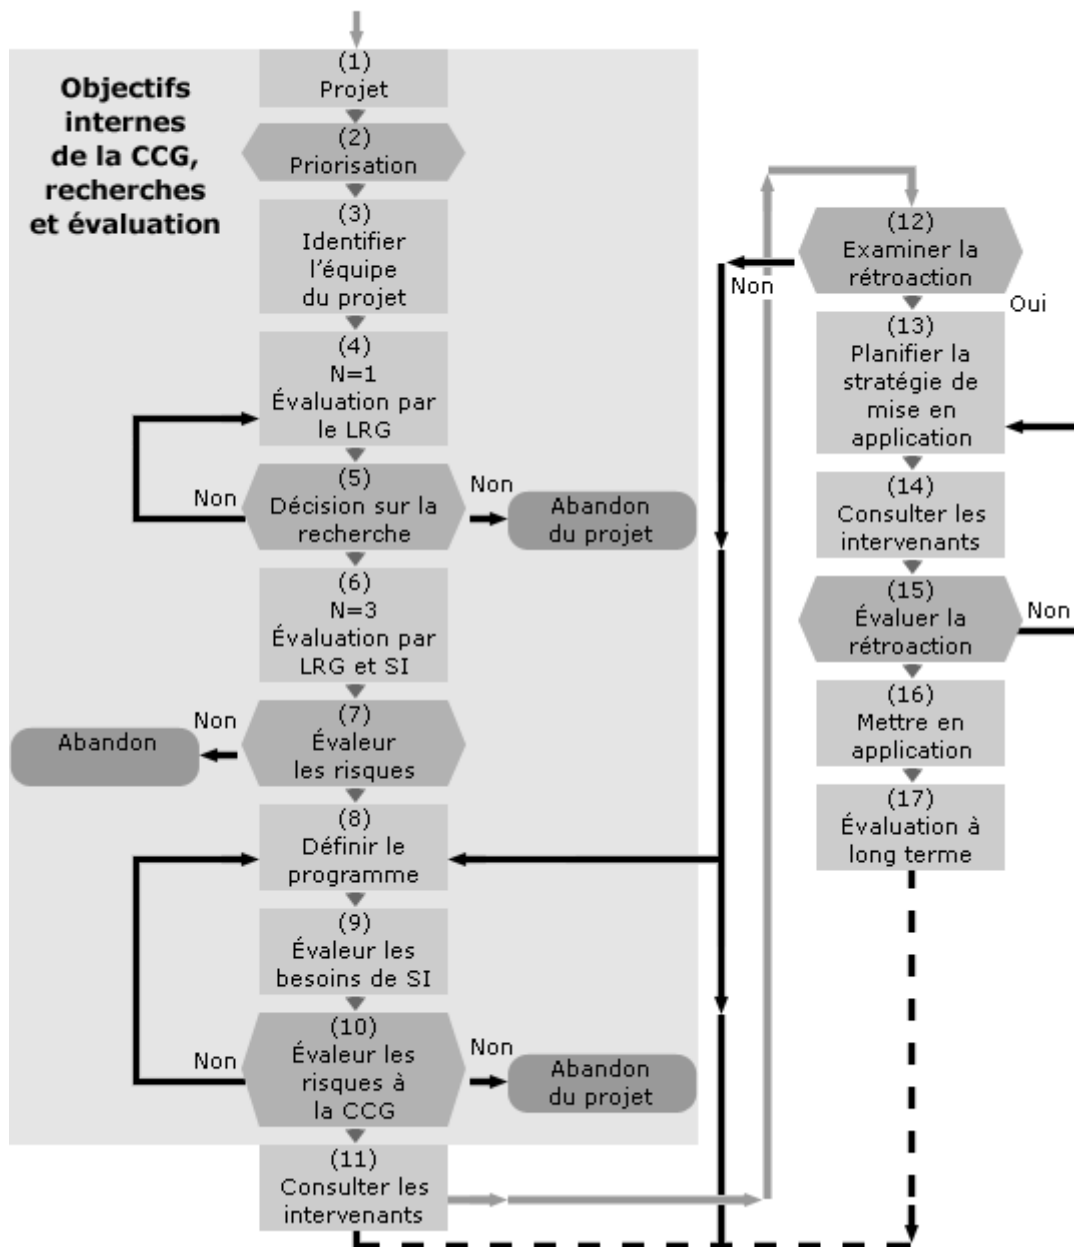 Objectifs
internes
de la CCG,
recherches
et évaluation
(1)
Projet
(2)
Priorisation
(3)
Identifier
l'équipe
du projet
(4)
N=1
Évaluation par
le LRG
(5)
Décision sur la
recherche
Non
Non
Abandon
du projet
(6)
N=3
Évaluation par
LRG et SI
(7)
Évaleur
les risques
Non
Abandon
(8)
Définir le
programme
(9)
Évaleur les
besoins de SI
(10)
Évaleur les
risques à
la CCG
Non
Non
Abandon
du projet
(11)
Consulter les
intervenants
(12)
Examiner la
rétroaction
Non
Oui
(13)
Planifier la
stratégie de
mise en
application
(14)
Consulter les
intervenants
(15)
Évaluer la
rétroaction
Non
(16)
Mettre en
application
(17)
Évaluation à
long terme